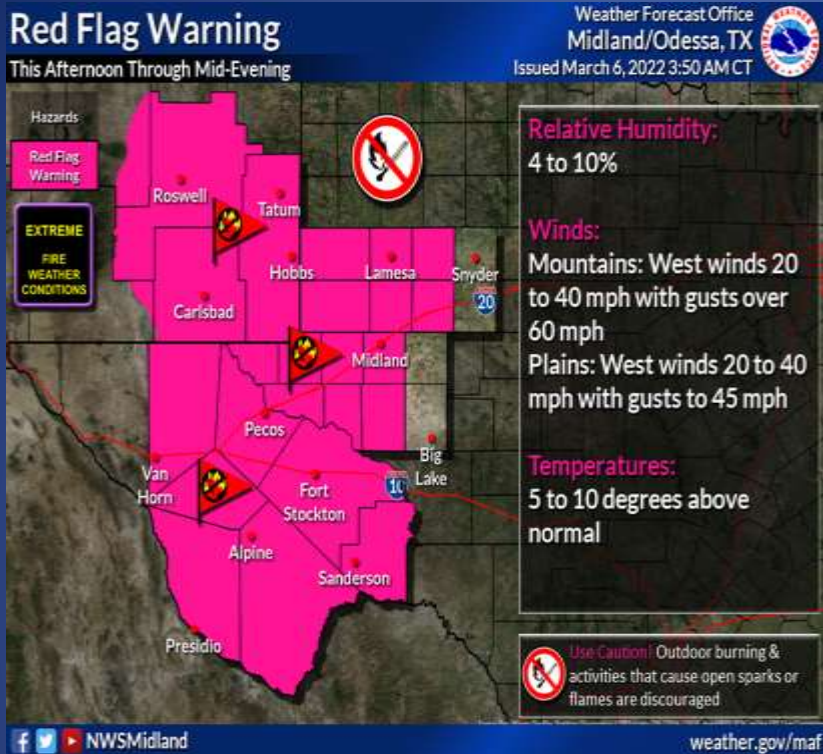 Red Flag Warning
This Afternoon Through Mid-Evening
Weather Forecast Office
Midland/Odessa,TX
Issued March 6, 2022 3:50 AM CT
NATIONAL WEATHER SERVICE
Hazards
Red Flag
Warning
EXTREME
FIRE
WEATHER
CONDITIONS
Roswell
Tatum
Hobbs
Lamesa
Snyder
20
Carlsbad
Midland
Pecos
Big
Lake
Van
Horn
10
Fort
Stockton
Alpine
Sanderson
Presidio
Relative Humidity:
4 to 10%
Winds:
Mountains: West winds 20
to 40 mph with gusts over
60 mph
Plains: West winds 20 to 40
mph with gusts to 45 mph
Temperatures:
5 to 10 degrees above
normal
Use Caution! Outdoor burning &
activities that cause open sparks or
flames are discouraged
NWSMidland
weather.gov/maf